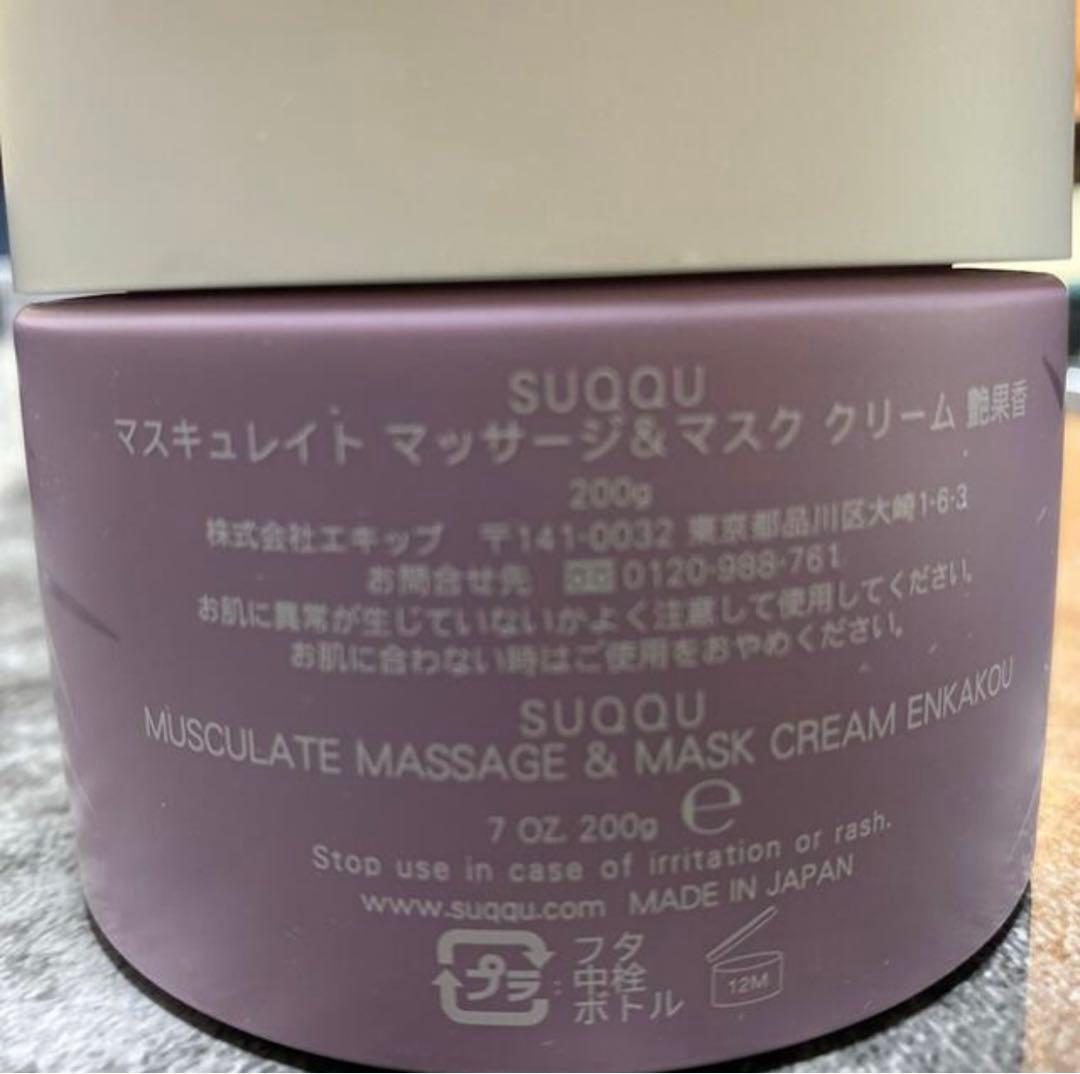 SUQQU
マスキュレイト マッサージ&マスク クリーム 艶果香
200g
株式会社エキップ 〒141-0032 東京都品川区大崎1-6-3
お問合せ先 0120-988-761
お肌に異常が生じていないかよく注意して使用してください。
お肌に合わない時はご使用をおやめください。
SUQQU
MUSCULATE MASSAGE & MASK CREAM ENKAKOU
7 OZ. 200g e
Stop use in case of irritation or rash.
www.suqqu.com MADE IN JAPAN
プラ : フタ
中栓
ボトル
12M